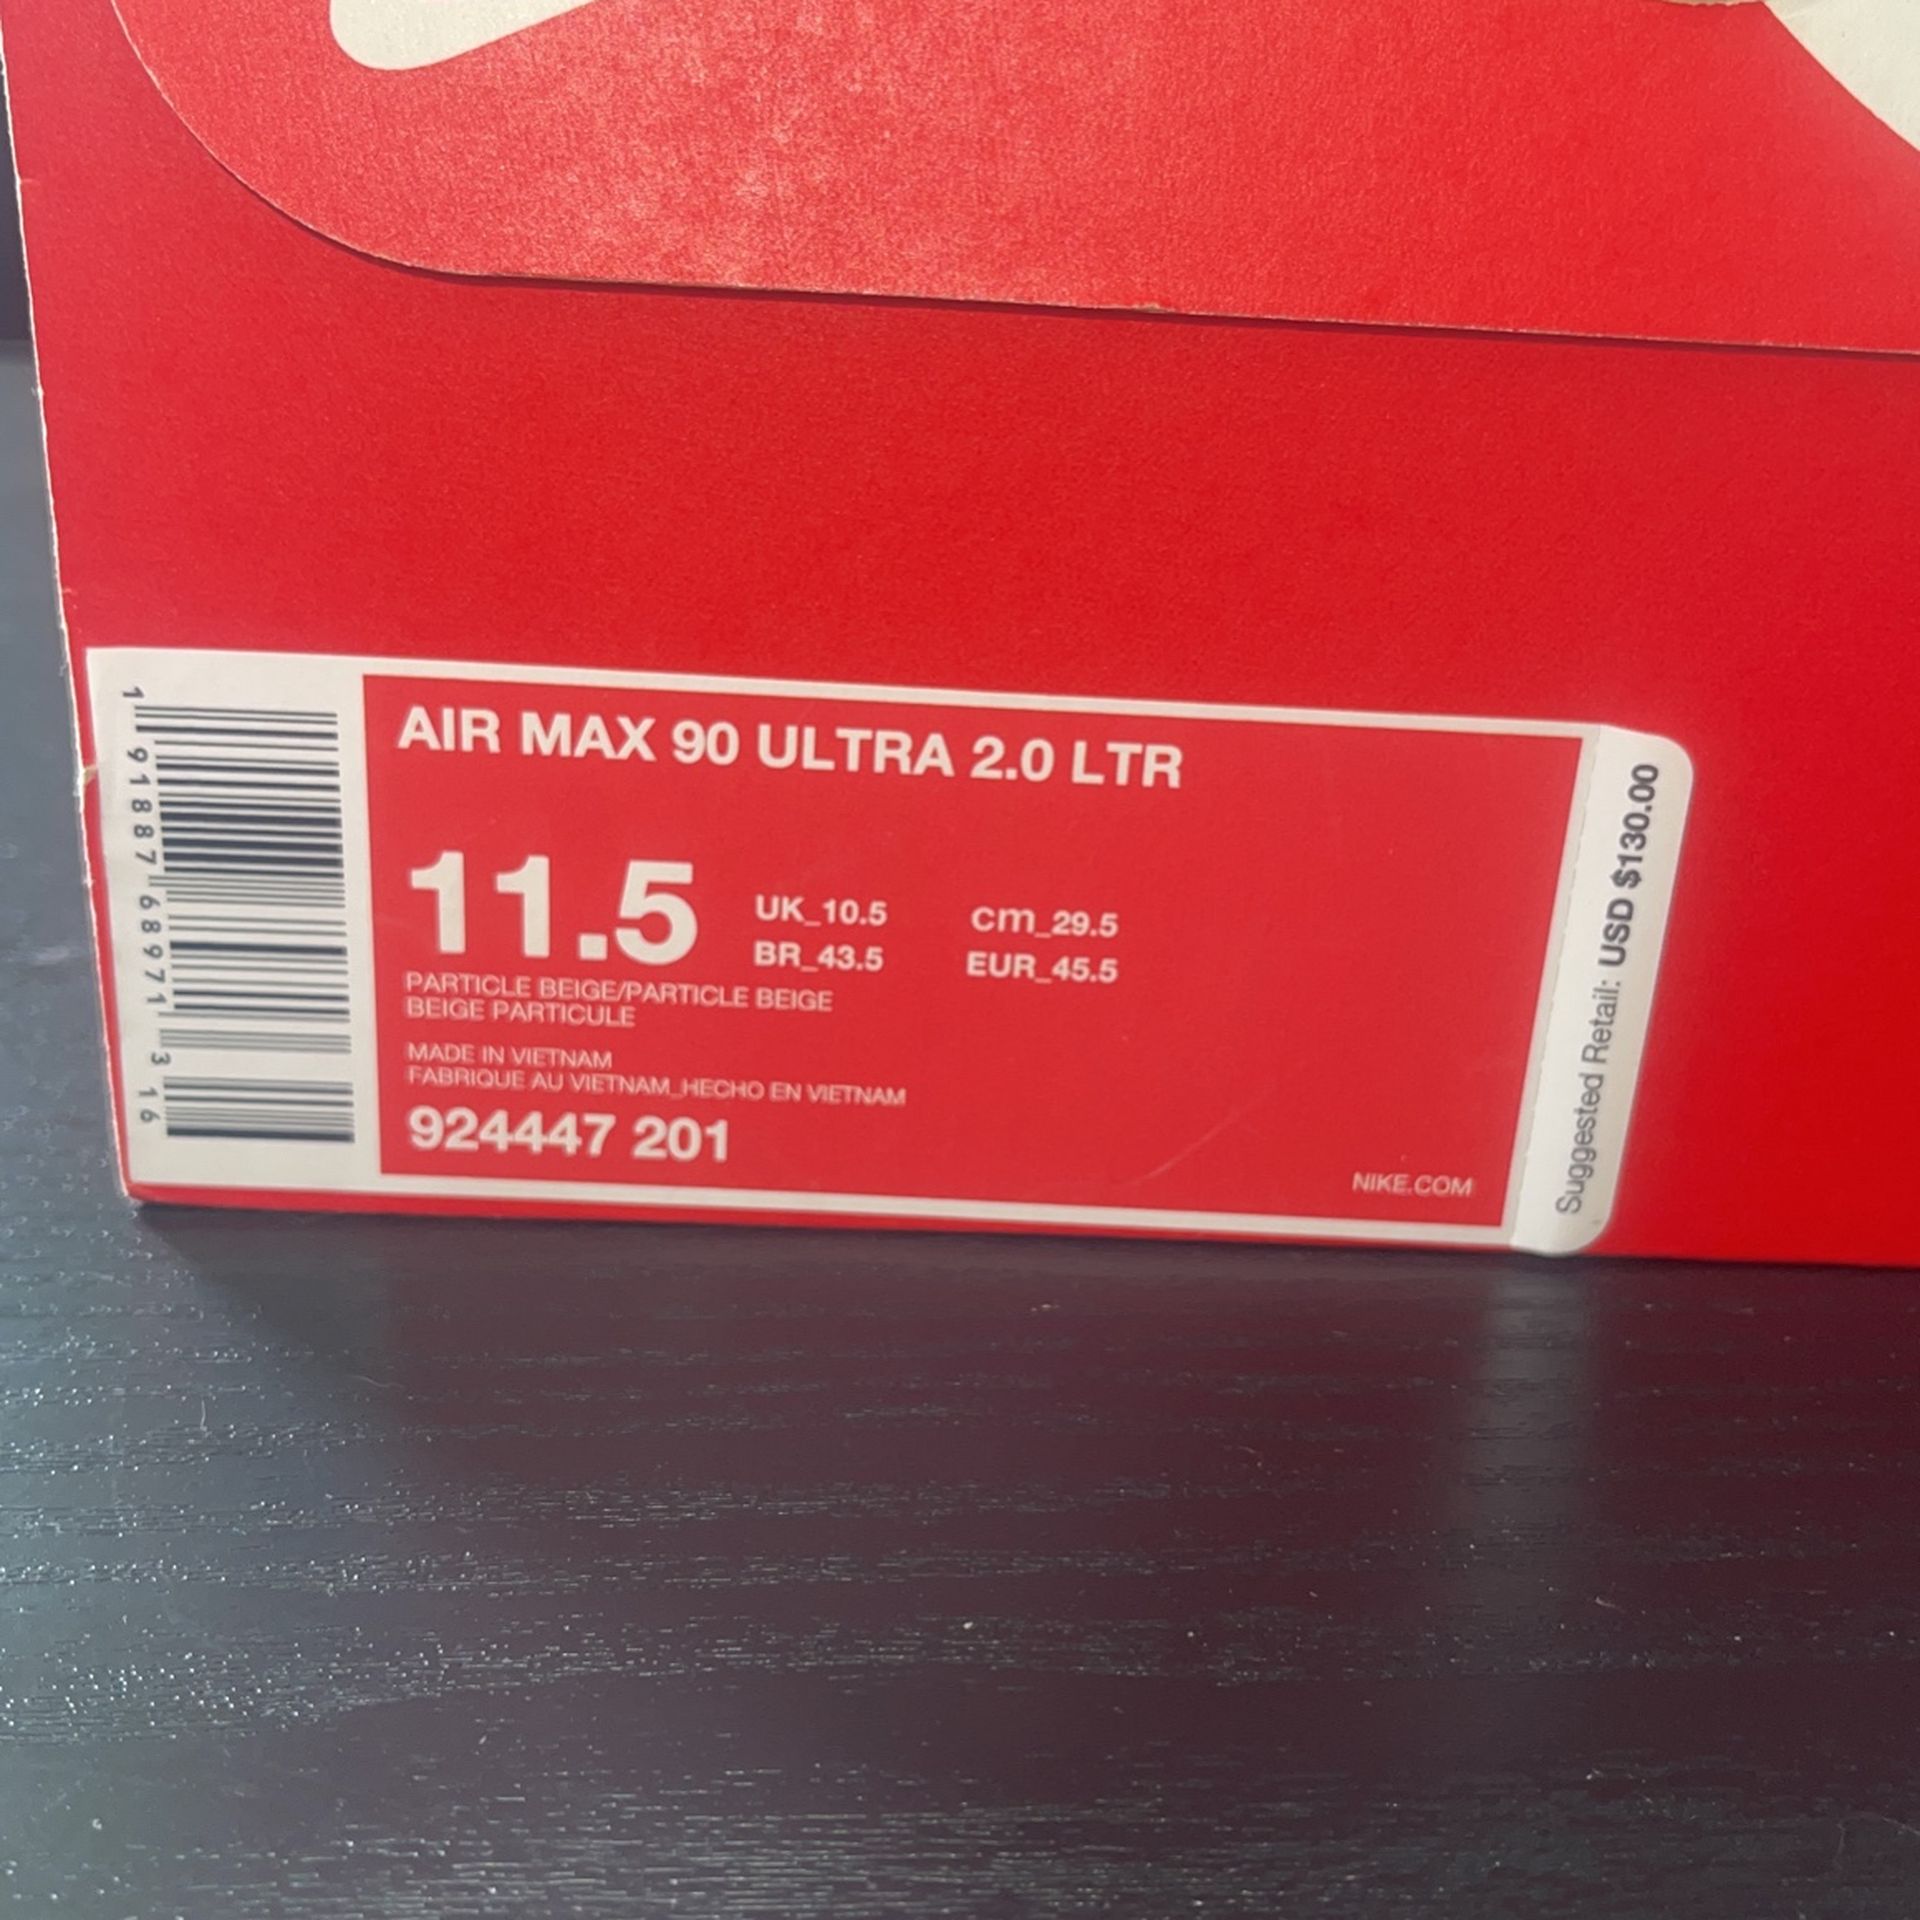 AIR MAX 90 ULTRA 2.0 LTR
11.5
UK_10.5
cm_29.5
BR_43.5
EUR_45.5
PARTICLE BEIGE/PARTICLE BEIGE
BEIGE PARTICULE
MADE IN VIETNAM
FABRIQUE AU VIETNAM_HECHO EN VIETNAM
924447 201
NIKE.COM
1 91887 68971 3 16
Suggested Retail: USD $130.00